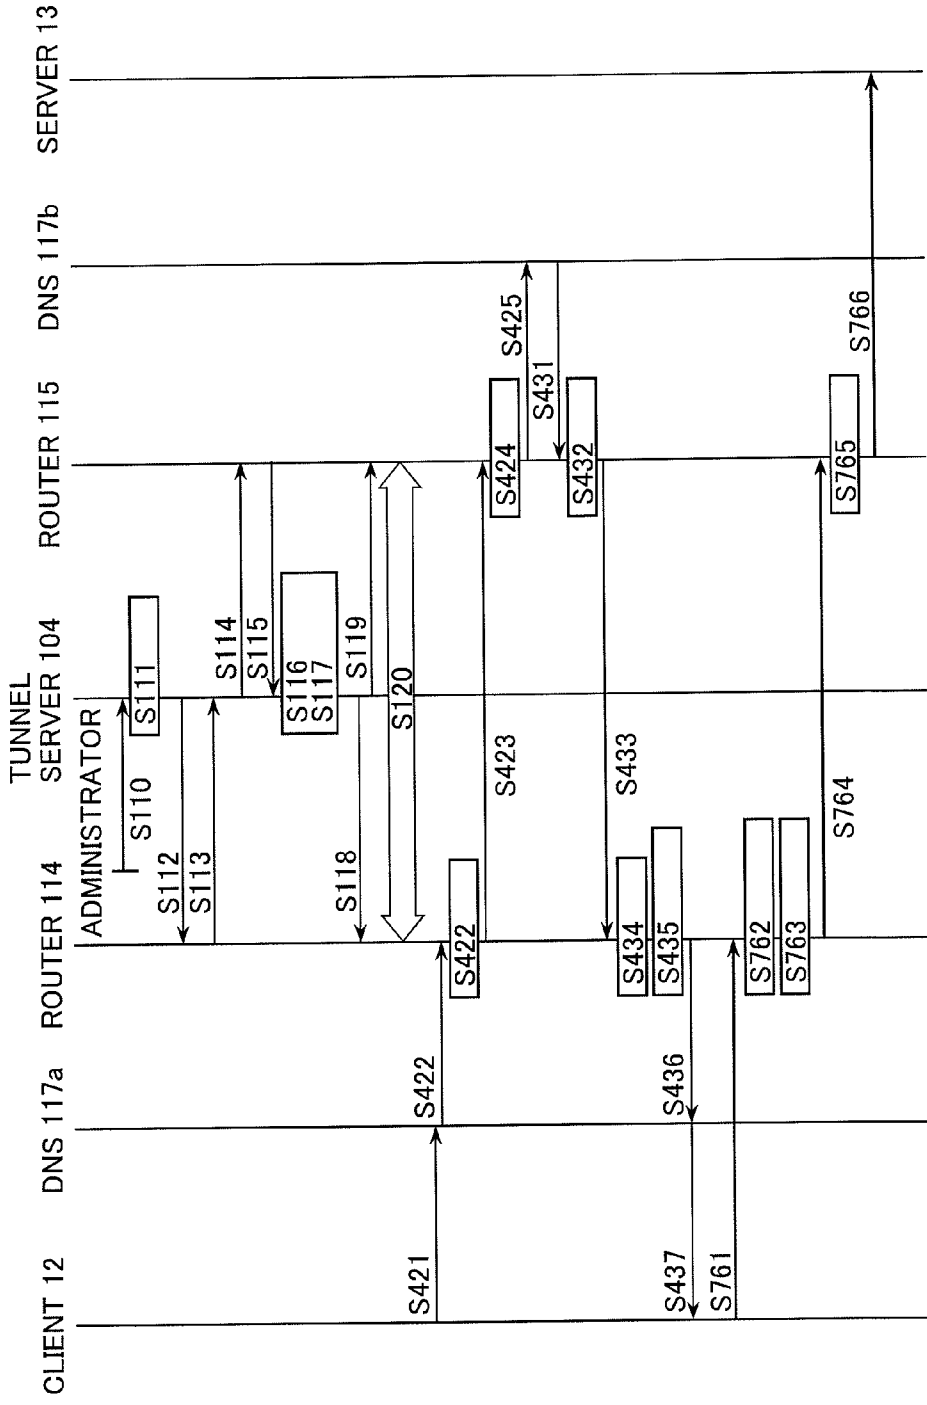 CLIENT 12
DNS 117a
ROUTER 114
TUNNEL
SERVER 104
ROUTER 115
DNS 117b
SERVER 13
ADMINISTRATOR
S110
S111
S112
S113
S114
S115
S116
S117
S118
S119
S120
S421
S422
S422
S423
S424
S425
S431
S432
S433
S434
S435
S436
S437
S761
S762
S763
S764
S765
S766